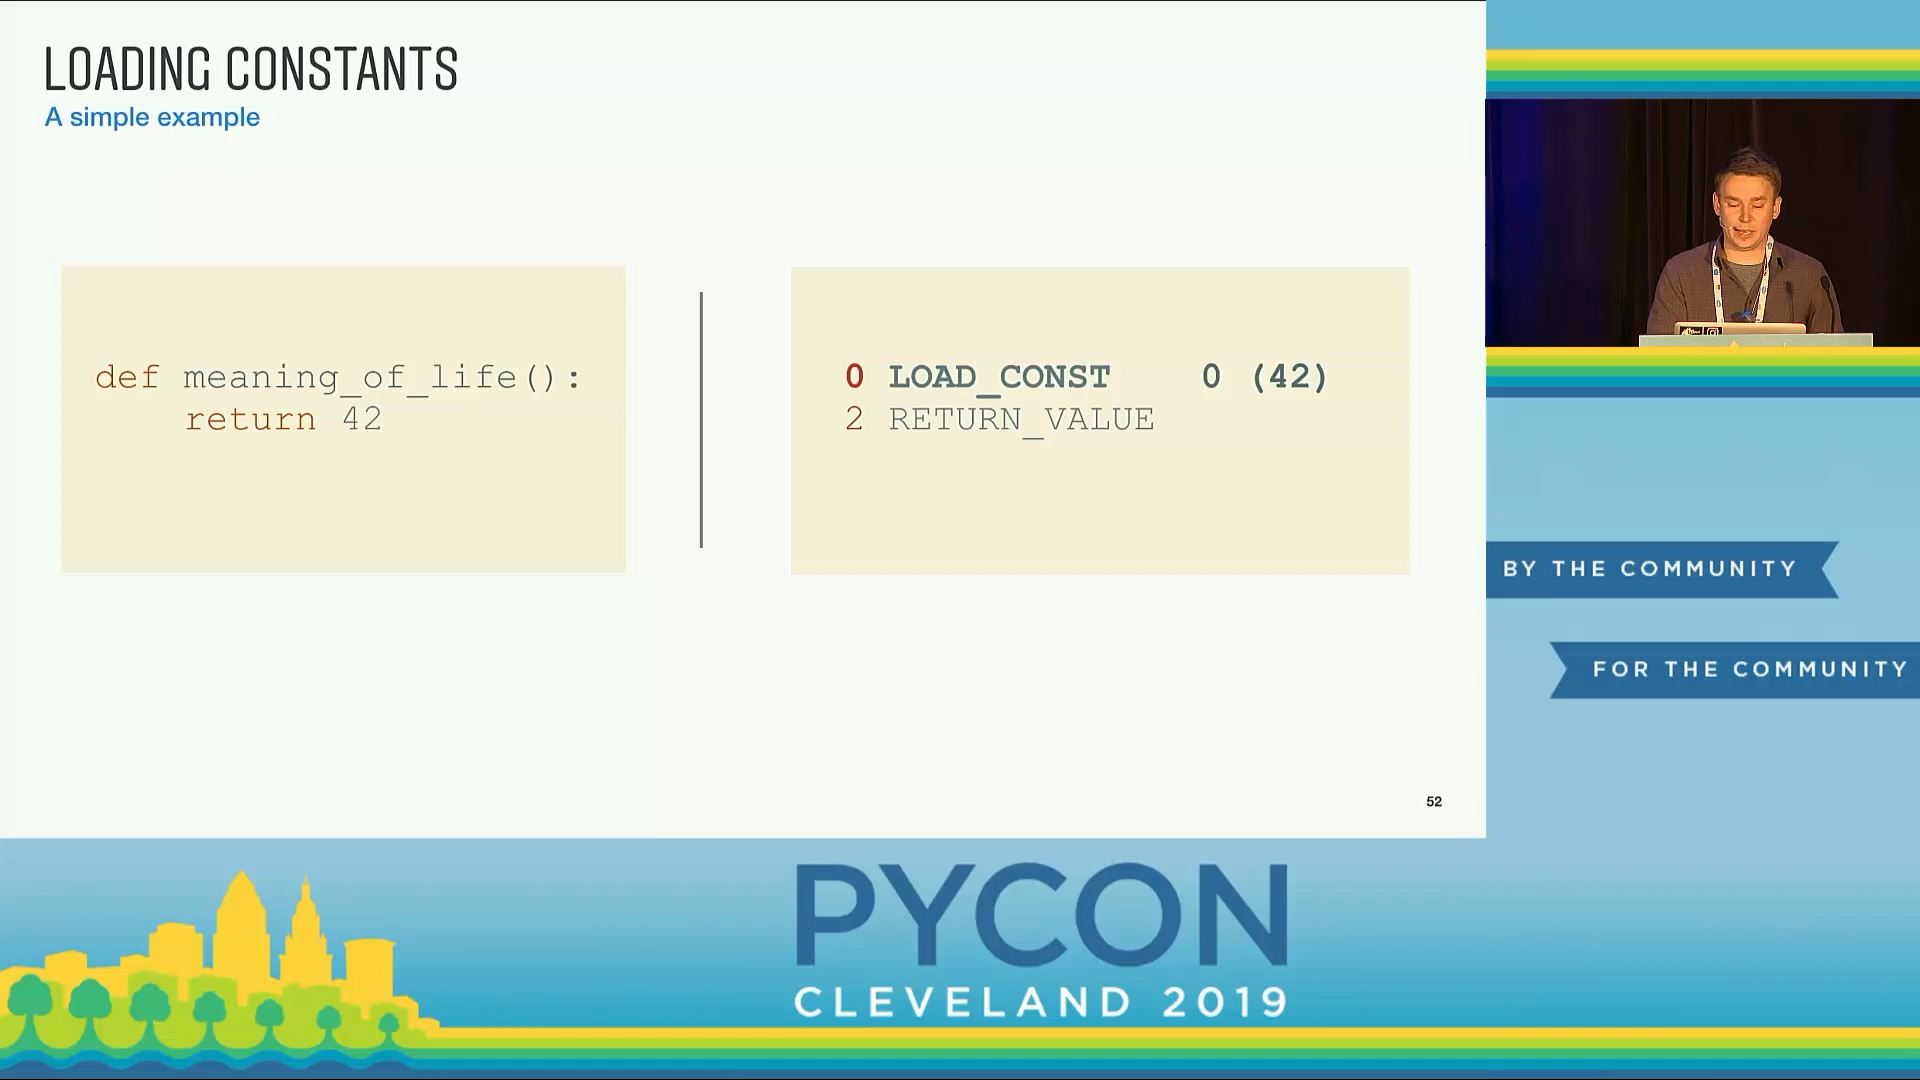 LOADING CONSTANTS
A simple example
def meaning_of_life():
    return 42
0 LOAD_CONST    0 (42)
2 RETURN_VALUE
52
BY THE COMMUNITY
FOR THE COMMUNITY
PYCON
CLEVELAND 2019